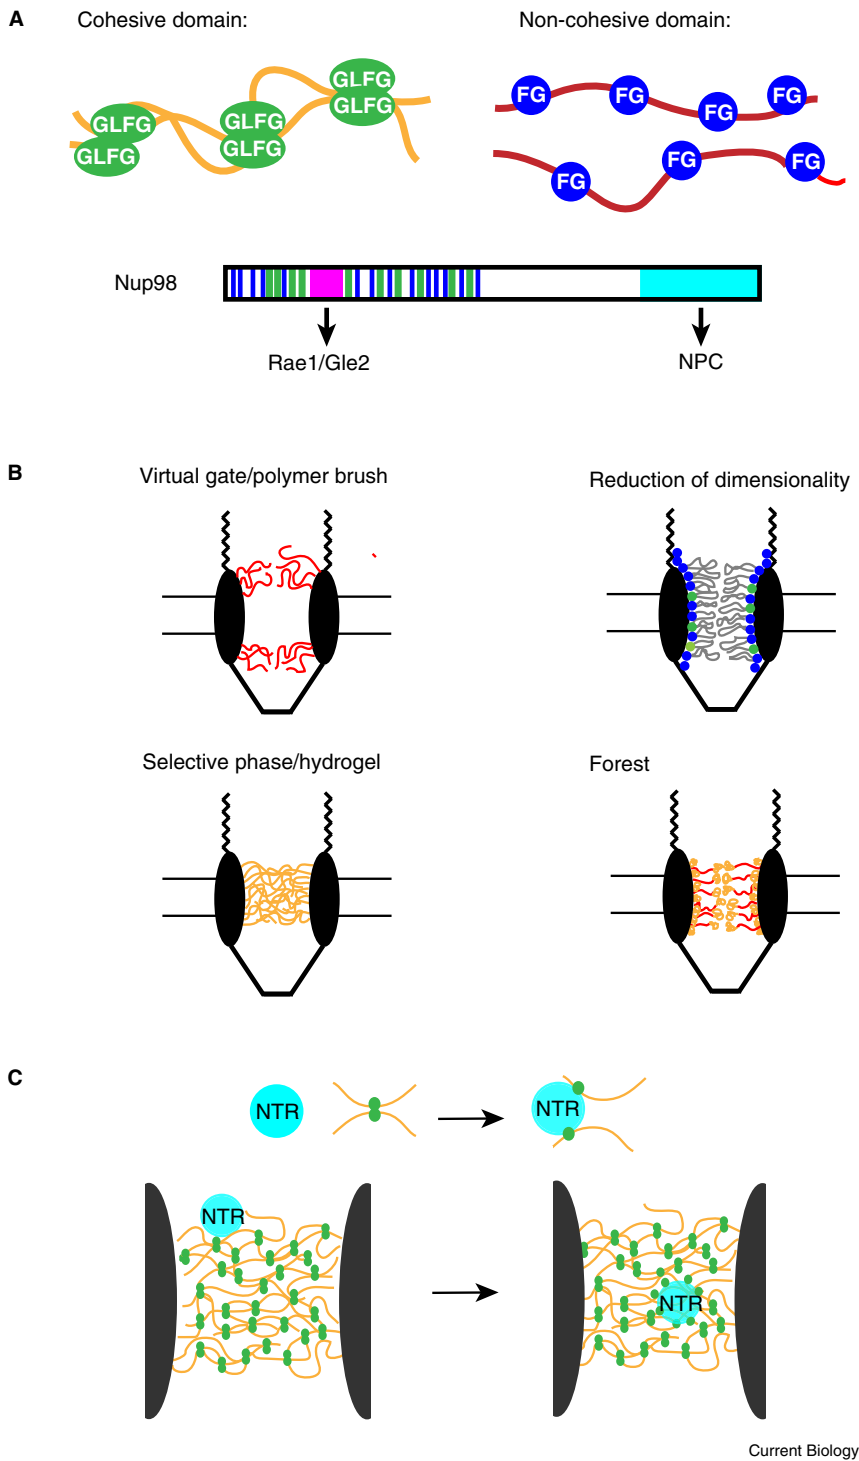 A
Cohesive domain:
Non-cohesive domain:
GLFG
GLFG
GLFG
GLFG
GLFG
GLFG
FG
FG
FG
FG
FG
FG
FG
Nup98
Rae1/Gle2
NPC
B
Virtual gate/polymer brush
Reduction of dimensionality
Selective phase/hydrogel
Forest
C
NTR
NTR
NTR
NTR
Current Biology